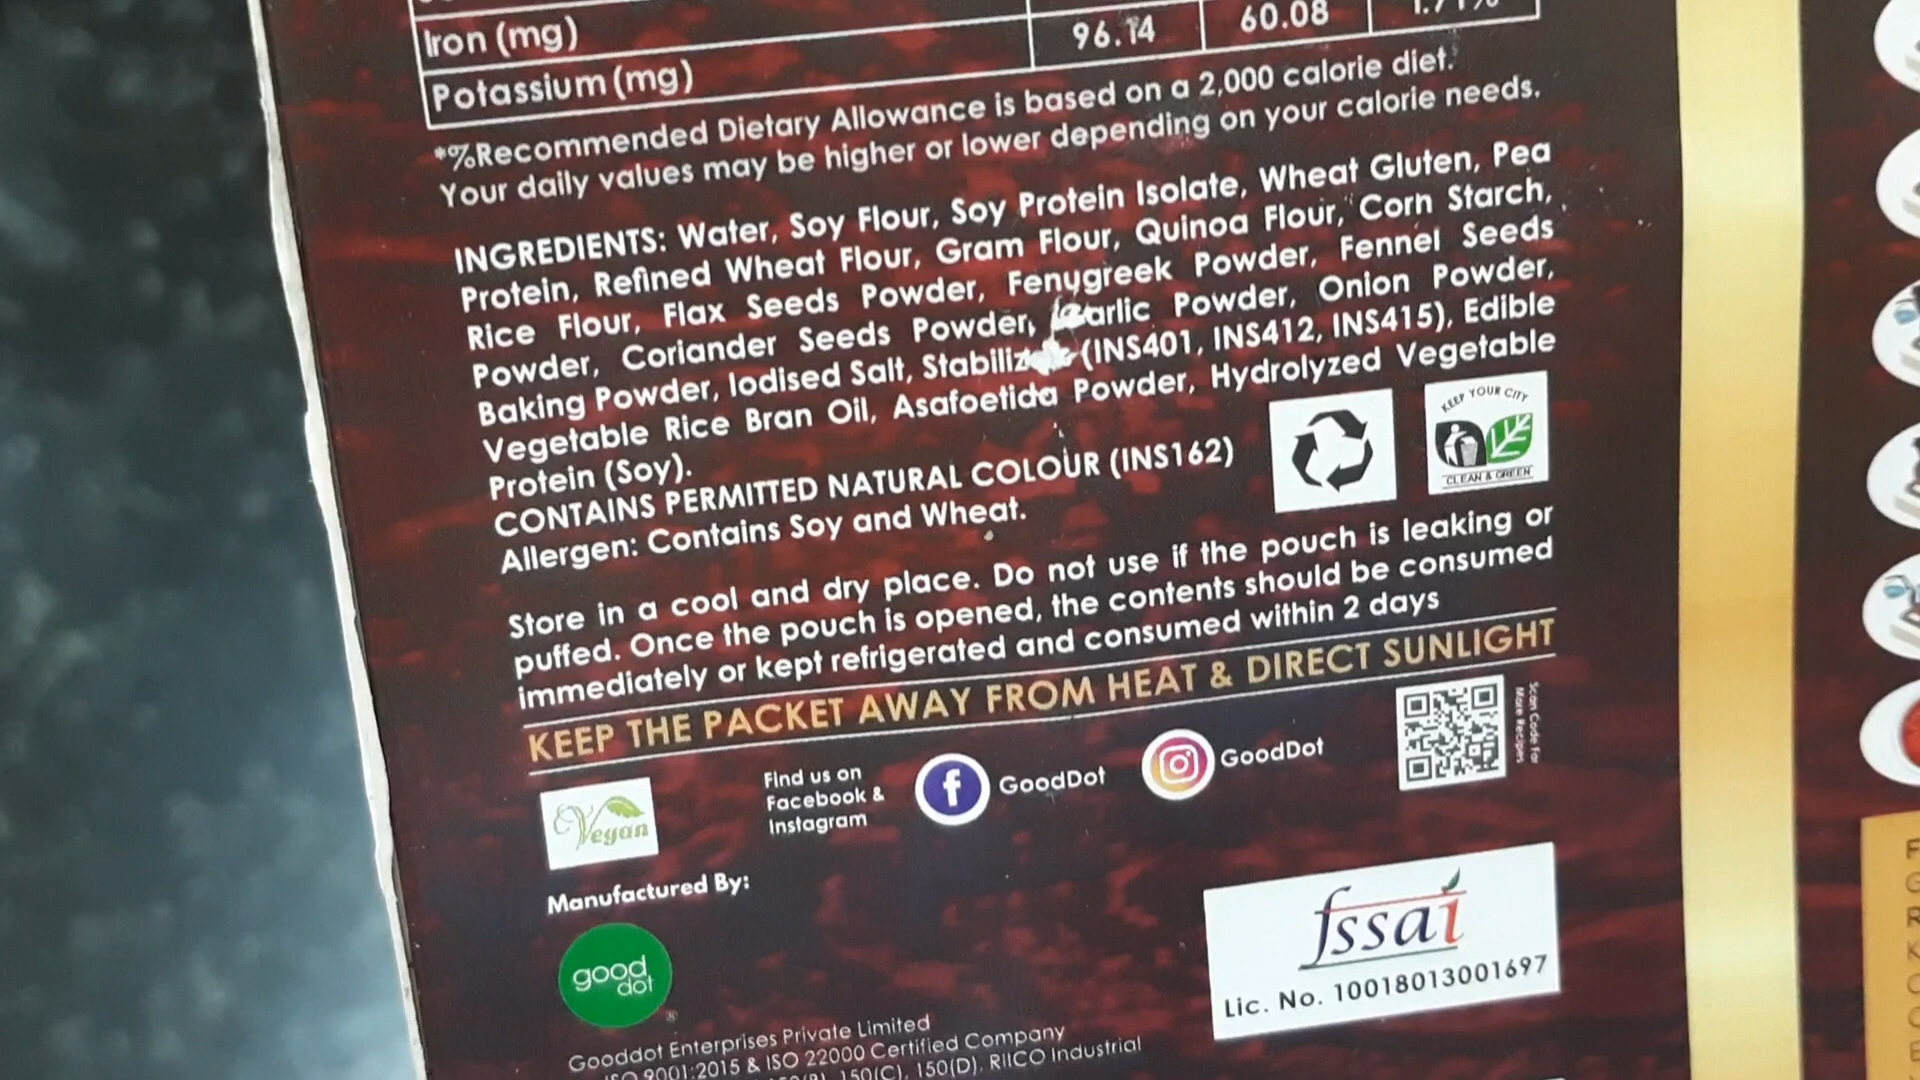 Iron (mg)
96.14 60.08
Potassium (mg)
*%Recommended Dietary Allowance is based on a 2,000 calorie diet.
Your daily values may be higher or lower depending on your calorie needs.
INGREDIENTS: Water, Soy Flour, Soy Protein Isolate, Wheat Gluten, Pea
Protein, Refined Wheat Flour, Gram Flour, Quinoa Flour, Corn Starch,
Rice Flour, Flax Seeds Powder, Fenugreek Powder, Fennel Seeds
Powder, Coriander Seeds Powder, Garlic Powder, Onion Powder,
Baking Powder, Iodised Salt, (INS401, INS412, INS415), Edible
Vegetable Rice Bran Oil, Asafoetida Powder, Hydrolyzed Vegetable
Protein (Soy).
CONTAINS PERMITTED NATURAL COLOUR (INS162)
Allergen: Contains Soy and Wheat.
KEEP YOUR CITY
CLEAN & GREEN
Store in a cool and dry place. Do not use if the pouch is leaking or
puffed. Once the pouch is opened, the contents should be consumed
immediately or kept refrigerated and consumed within 2 days
KEEP THE PACKET AWAY FROM HEAT & DIRECT SUNLIGHT
Vegan
Find us on
Facebook &
Instagram
f
GoodDot
GoodDot
Scan Code For
More Recipes
Manufactured By:
good
dot
®
fssai
Lic. No. 10018013001697
Gooddot Enterprises Private Limited
ISO 9001:2015 & ISO 22000 Certified Company
150(C), 150(D), RIICO Industrial